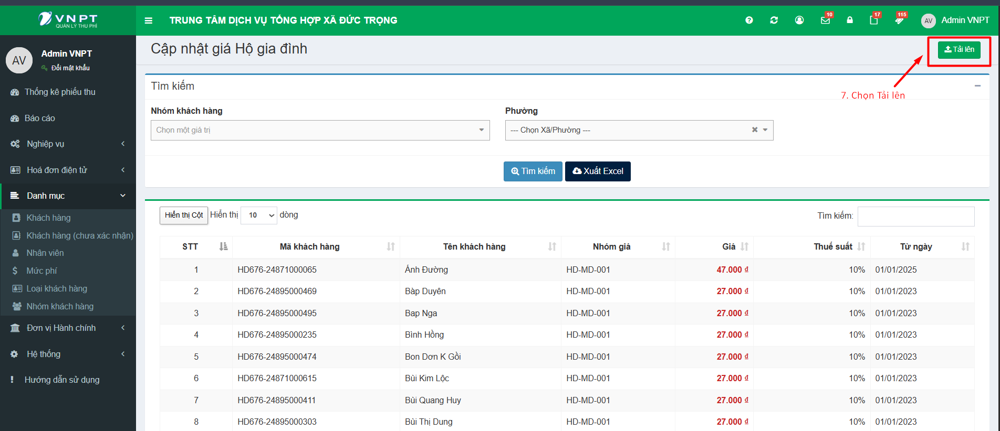 VNPT
QUẢN LÝ THU PHÍ
TRUNG TÂM DỊCH VỤ TỔNG HỢP XÃ ĐỨC TRỌNG
10
17
115
AV
Admin VNPT
AV
Admin VNPT
Đổi mật khẩu
Thống kê phiếu thu
Báo cáo
Nghiệp vụ
Hoá đơn điện tử
Danh mục
Khách hàng
Khách hàng (chưa xác nhận)
Nhân viên
Mức phí
Loại khách hàng
Nhóm khách hàng
Đơn vị Hành chính
Hệ thống
Hướng dẫn sử dụng
Cập nhật giá Hộ gia đình
Tải lên
7. Chọn Tải lên
Tìm kiếm
Nhóm khách hàng
Phường
Chọn một giá trị
--- Chọn Xã/Phường ---
Tìm kiếm
Xuất Excel
Hiển thị Cột Hiển thị 10 dòng
Tìm kiếm:
STT Mã khách hàng Tên khách hàng Nhóm giá Giá Thuế suất Từ ngày
1 HD676-24871000065 Ánh Đường HD-MD-001 47.000 ₫ 10% 01/01/2025
2 HD676-24895000469 Bàp Duyên HD-MD-001 27.000 ₫ 10% 01/01/2023
3 HD676-24895000495 Bap Nga HD-MD-001 27.000 ₫ 10% 01/01/2023
4 HD676-24895000235 Bình Hồng HD-MD-001 27.000 ₫ 10% 01/01/2023
5 HD676-24895000474 Bon Dơn K Gồi HD-MD-001 27.000 ₫ 10% 01/01/2023
6 HD676-24871000615 Bùi Kim Lộc HD-MD-001 27.000 ₫ 10% 01/01/2023
7 HD676-24895000411 Bùi Quang Huy HD-MD-001 27.000 ₫ 10% 01/01/2023
8 HD676-24895000303 Bùi Thị Dung HD-MD-001 27.000 ₫ 10% 01/01/2023